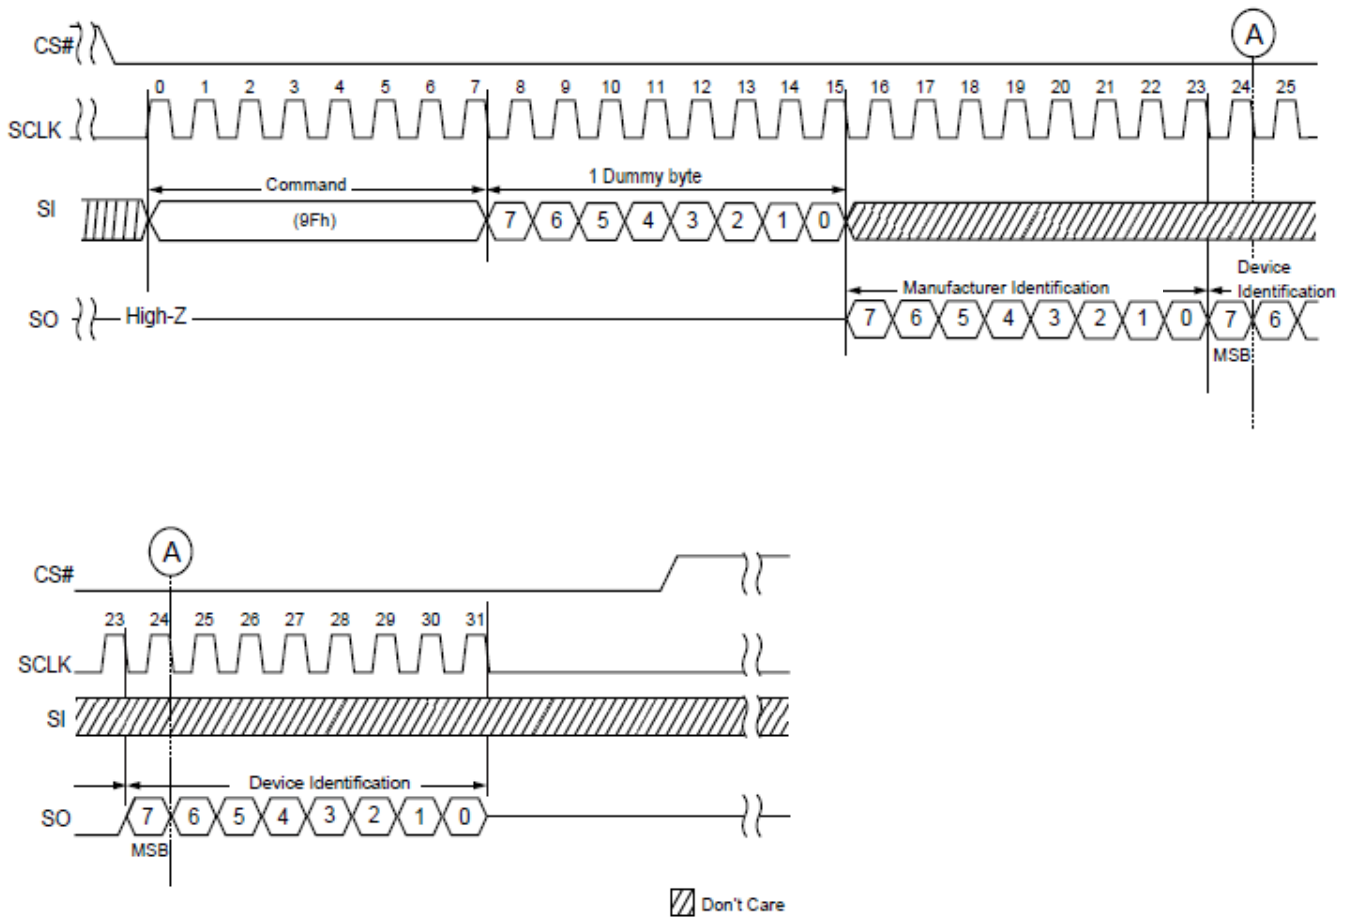 A
CS#
0 1 2 3 4 5 6 7 8 9 10 11 12 13 14 15 16 17 18 19 20 21 22 23 24 25
SCLK
Command 1 Dummy byte
SI (9Fh) 7 6 5 4 3 2 1 0
Device
Manufacturer Identification Identification
SO High-Z 7 6 5 4 3 2 1 0 7 6
MSB
A
CS#
23 24 25 26 27 28 29 30 31
SCLK
SI
Device Identification
SO 7 6 5 4 3 2 1 0
MSB
Don't Care